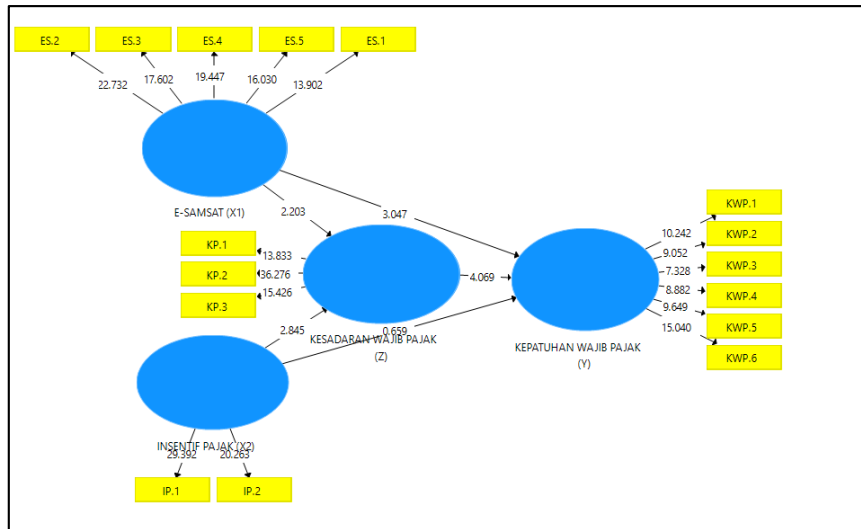 ES.2 ES.3 ES.4 ES.5 ES.1
22.732 17.602 19.447 16.030 13.902
E-SAMSAT (X1)
2.203
3.047
KP.1
KP.2
KP.3
13.833
36.276
15.426
4.069
2.845
0.659
KESADARAN WAJIB PAJAK
(Z)
KWP.1
KWP.2
KWP.3
KWP.4
KWP.5
KWP.6
10.242
9.052
7.328
8.882
9.649
15.040
KEPATUHAN WAJIB PAJAK
(Y)
INSENTIF PAJAK (X2)
29.392 20.263
IP.1 IP.2